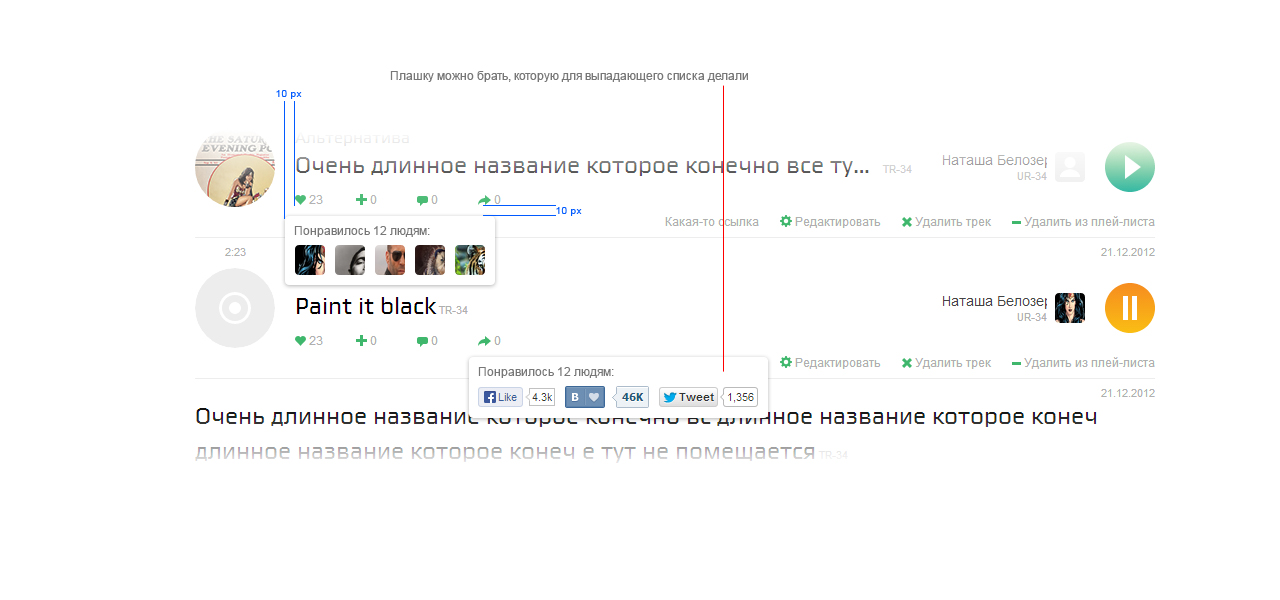 Плашку можно брать, которую для выпадающего списка делали
10 px
THE SATUR
EVENING PO
Альтернатива
Очень длинное название которое конечно все ту... TR-34
Наташа Белозер
UR-34
23 0 0 0
10 px
Какая-то ссылка Редактировать Удалить трек Удалить из плей-листа
Понравилось 12 людям:
2:23
21.12.2012
Paint it black TR-34
Наташа Белозер
UR-34
23 0 0 0
Редактировать Удалить трек Удалить из плей-листа
Понравилось 12 людям:
Like 4.3k B 46K Tweet 1,356
21.12.2012
Очень длинное название которое конечно вс длинное название которое конеч
длинное название которое конеч е тут не помещается TR-34